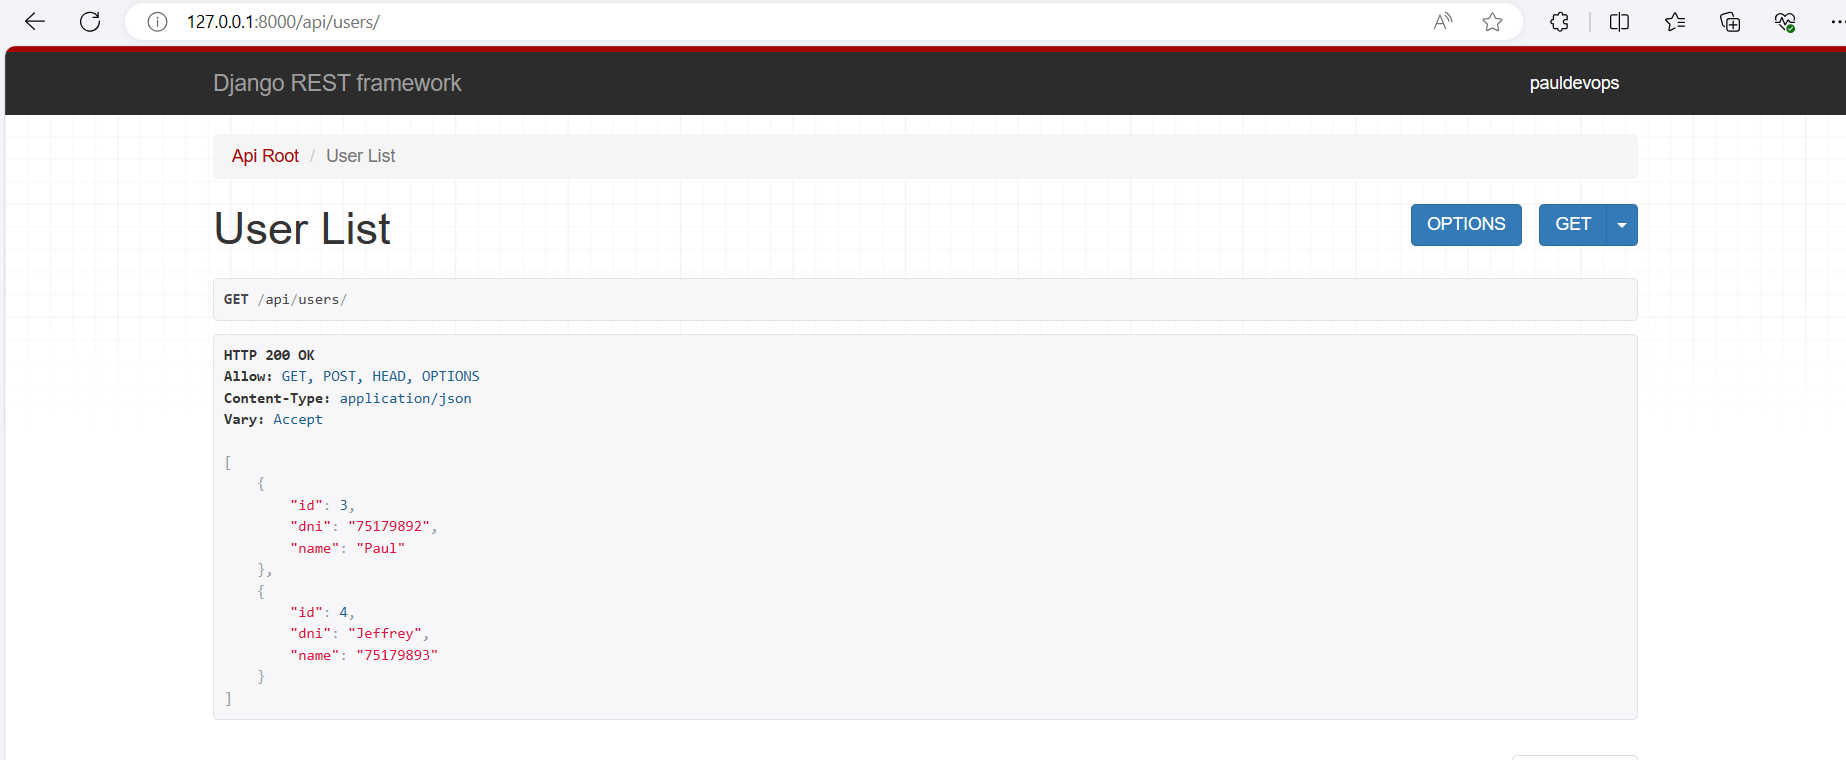 127.0.0.1:8000/api/users/
Django REST framework
pauldevops
Api Root / User List
User List
OPTIONS
GET
GET /api/users/
HTTP 200 OK
Allow: GET, POST, HEAD, OPTIONS
Content-Type: application/json
Vary: Accept
[
    {
        "id": 3,
        "dni": "75179892",
        "name": "Paul"
    },
    {
        "id": 4,
        "dni": "Jeffrey",
        "name": "75179893"
    }
]